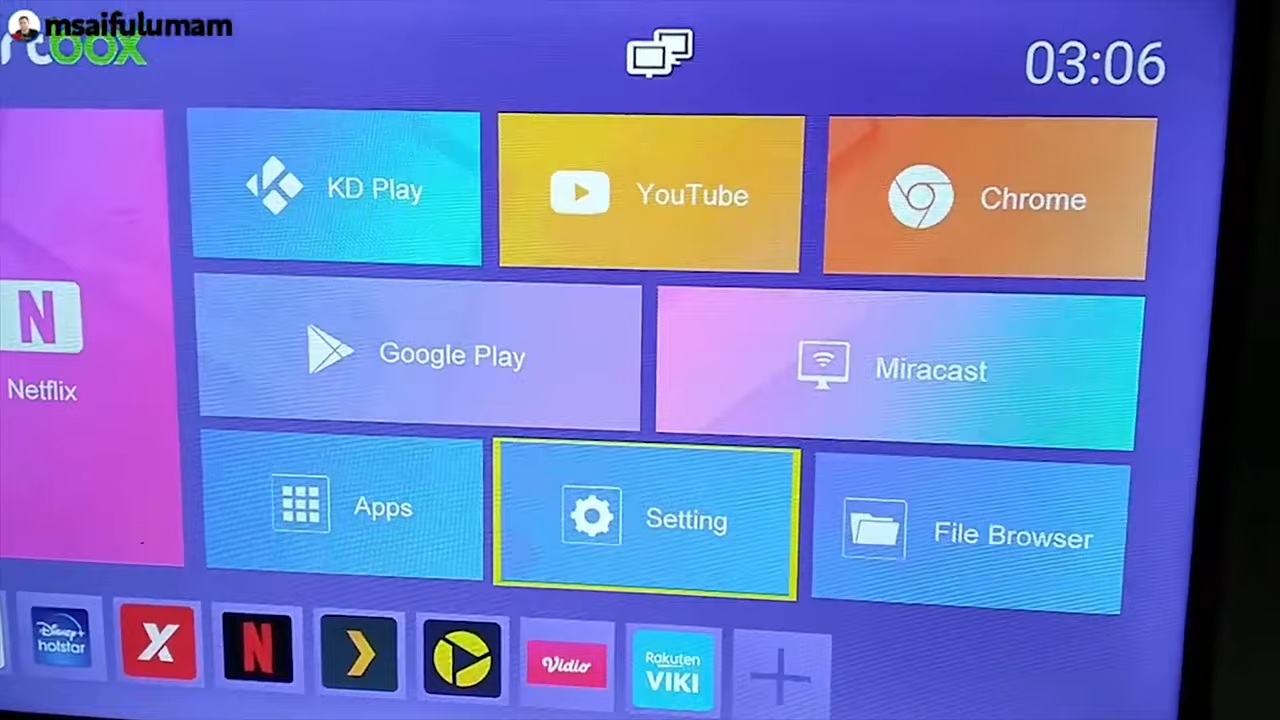 msaifulumam
box
03:06
KD Play
YouTube
Chrome
Netflix
Google Play
Miracast
Apps
Setting
File Browser
Disney+
hotstar
X
N
Vidio
Rakuten
VIKI